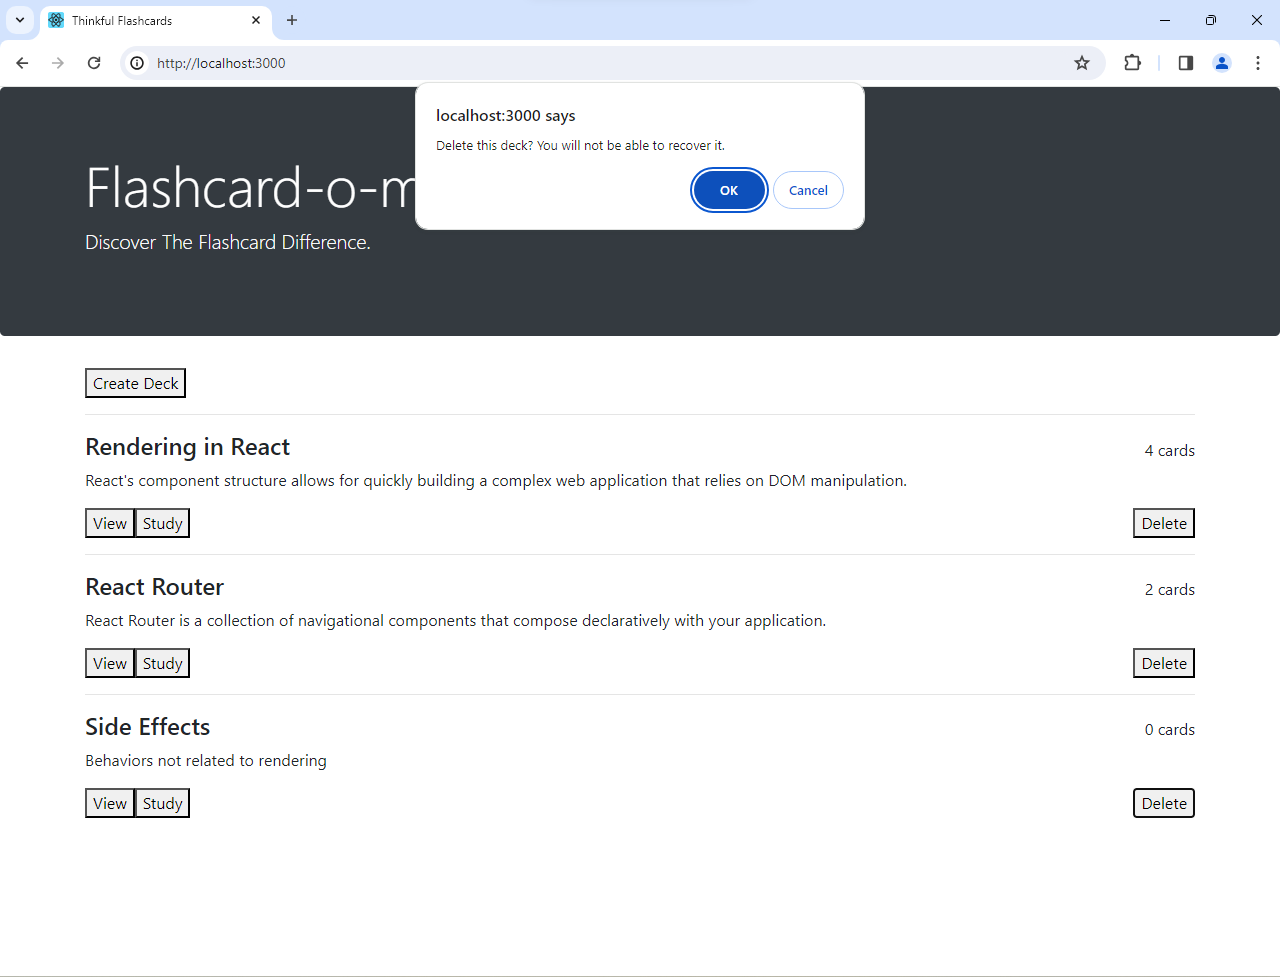 Thinkful Flashcards
http://localhost:3000
localhost:3000 says
Delete this deck? You will not be able to recover it.
OK
Cancel
Flashcard-o-m
Discover The Flashcard Difference.
Create Deck
Rendering in React
4 cards
React's component structure allows for quickly building a complex web application that relies on DOM manipulation.
View Study Delete
React Router
2 cards
React Router is a collection of navigational components that compose declaratively with your application.
View Study Delete
Side Effects
0 cards
Behaviors not related to rendering
View Study Delete